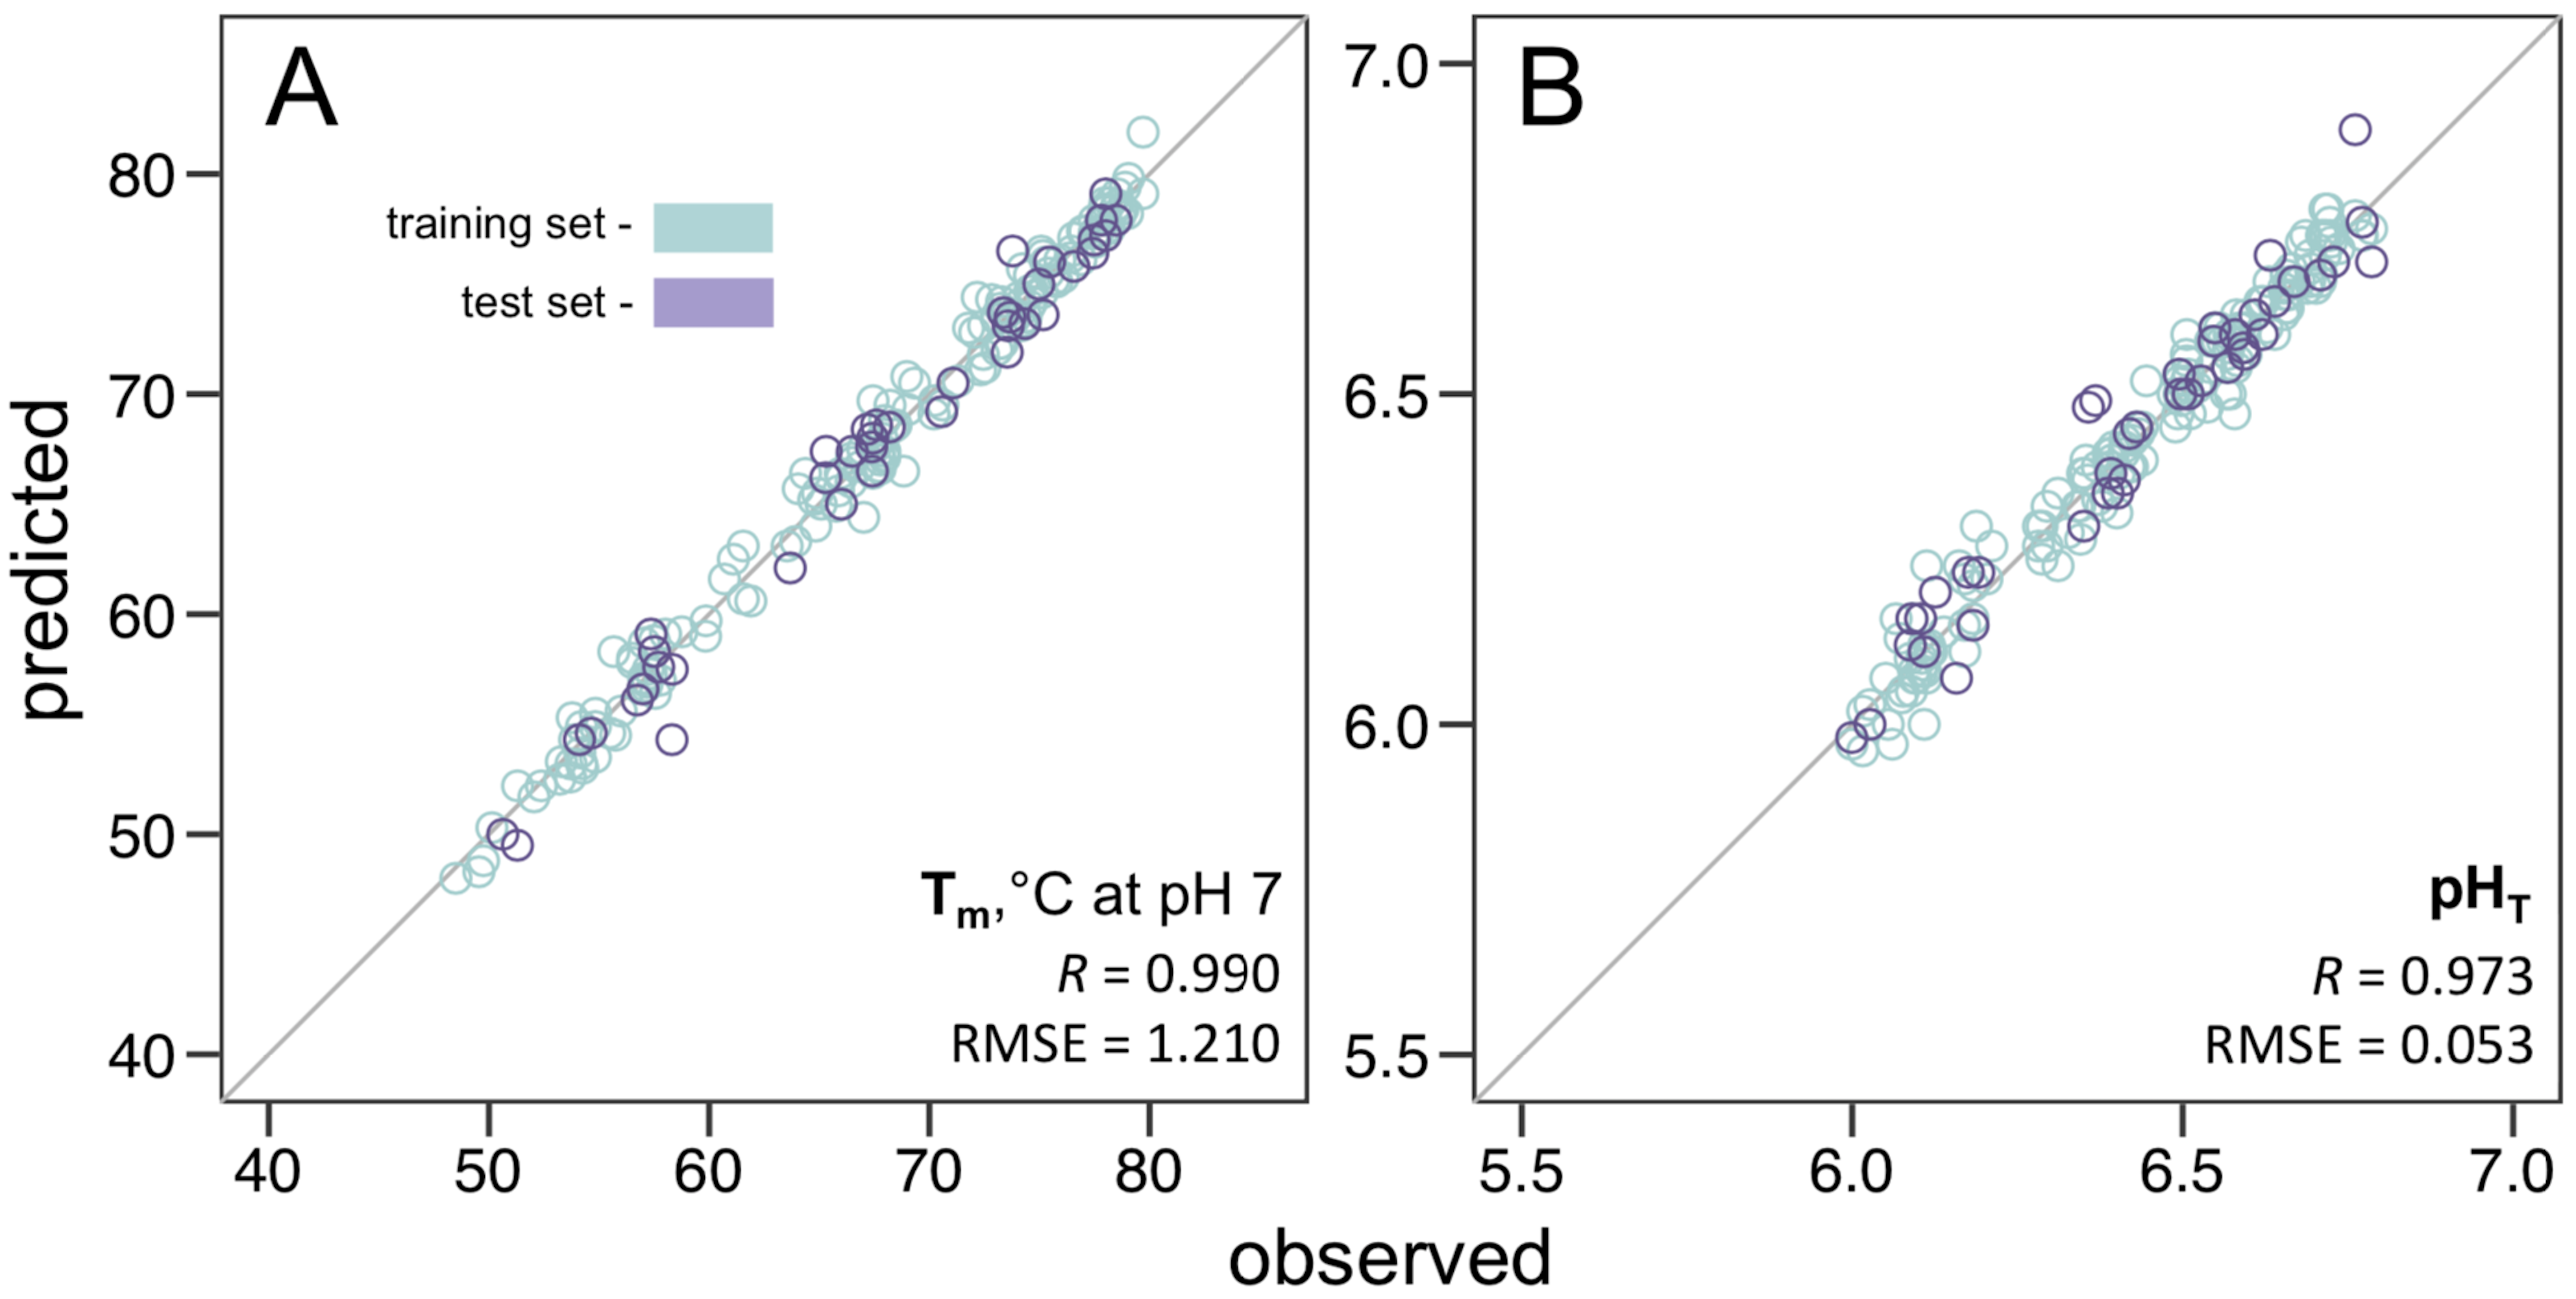 A
training set -
test set -
80
70
60
50
40
40
50
60
70
80
Tm,°C at pH 7
R = 0.990
RMSE = 1.210
B
7.0
6.5
6.0
5.5
5.5
6.0
6.5
7.0
pHT
R = 0.973
RMSE = 0.053
predicted
observed